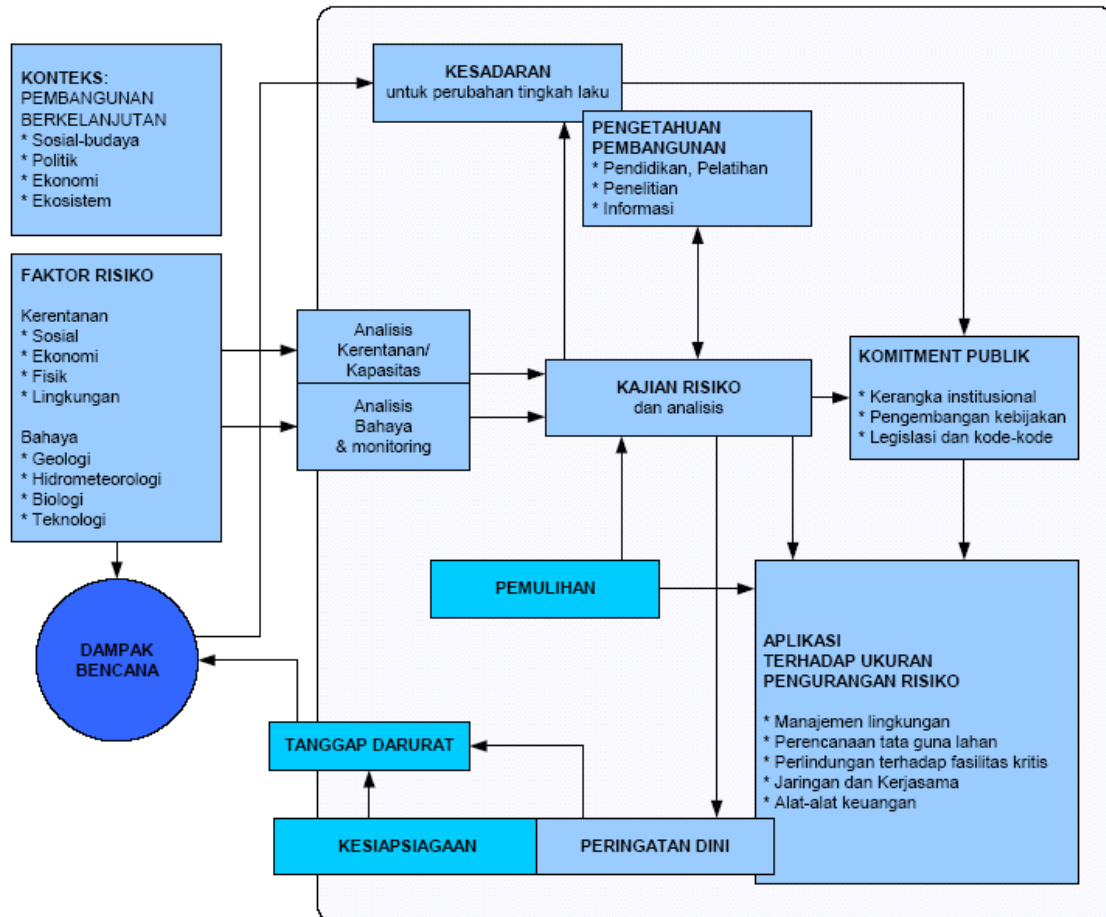 KONTEKS:
PEMBANGUNAN
BERKELANJUTAN
* Sosial-budaya
* Politik
* Ekonomi
* Ekosistem
KESADARAN
untuk perubahan tingkah laku
PENGETAHUAN
PEMBANGUNAN
* Pendidikan, Pelatihan
* Penelitian
* Informasi
FAKTOR RISIKO
Kerentanan
* Sosial
* Ekonomi
* Fisik
* Lingkungan
Bahaya
* Geologi
* Hidrometeorologi
* Biologi
* Teknologi
Analisis
Kerentanan/
Kapasitas
Analisis
Bahaya
& monitoring
KAJIAN RISIKO
dan analisis
KOMITMENT PUBLIK
* Kerangka institusional
* Pengembangan kebijakan
* Legislasi dan kode-kode
PEMULIHAN
DAMPAK
BENCANA
APLIKASI
TERHADAP UKURAN
PENGURANGAN RISIKO
* Manajemen lingkungan
* Perencanaan tata guna lahan
* Perlindungan terhadap fasilitas kritis
* Jaringan dan Kerjasama
* Alat-alat keuangan
TANGGAP DARURAT
KESIAPSIAGAAN
PERINGATAN DINI